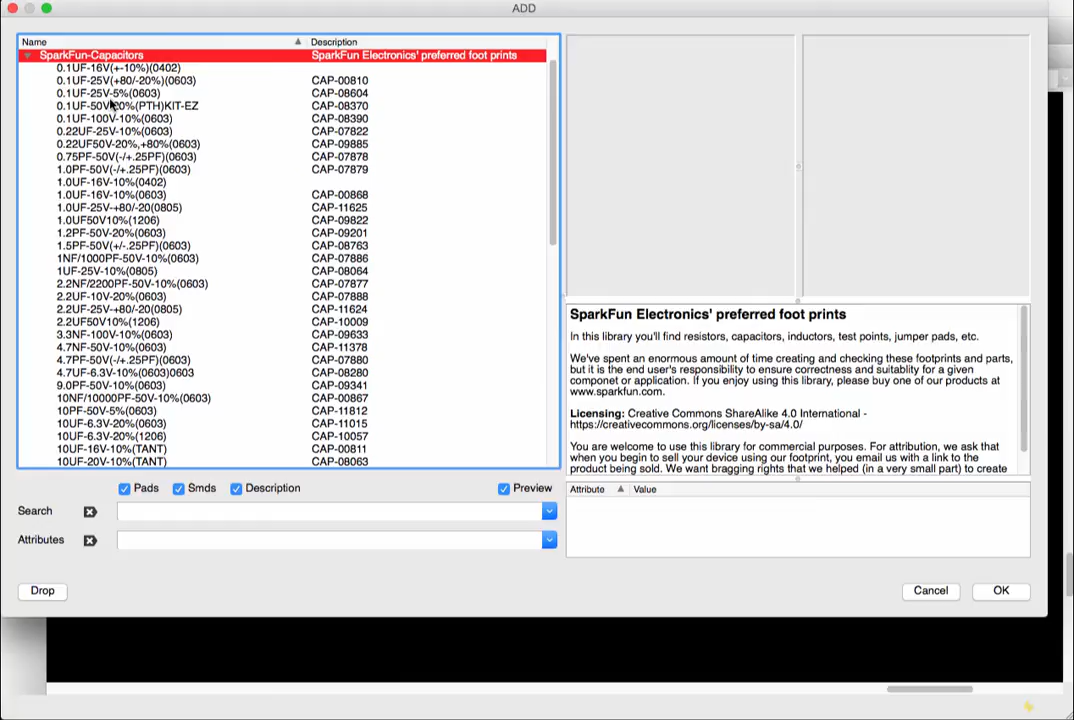 ADD
Name Description
SparkFun-Capacitors SparkFun Electronics' preferred foot prints
0.1UF-16V(+-10%)(0402)
0.1UF-25V(+80/-20%)(0603) CAP-00810
0.1UF-25V-5%(0603) CAP-08604
0.1UF-50V-20%(PTH)KIT-EZ CAP-08370
0.1UF-100V-10%(0603) CAP-08390
0.22UF-25V-10%(0603) CAP-07822
0.22UF50V-20%,+80%(0603) CAP-09885
0.75PF-50V(-/+.25PF)(0603) CAP-07878
1.0PF-50V(-/+.25PF)(0603) CAP-07879
1.0UF-16V-10%(0402)
1.0UF-16V-10%(0603) CAP-00868
1.0UF-25V-+80/-20(0805) CAP-11625
1.0UF50V10%(1206) CAP-09822
1.2PF-50V-20%(0603) CAP-09201
1.5PF-50V(+/-.25PF)(0603) CAP-08763
1NF/1000PF-50V-10%(0603) CAP-07886
1UF-25V-10%(0805) CAP-08064
2.2NF/2200PF-50V-10%(0603) CAP-07877
2.2UF-10V-20%(0603) CAP-07888
2.2UF-25V-+80/-20(0805) CAP-11624
2.2UF50V10%(1206) CAP-10009
3.3NF-100V-10%(0603) CAP-09633
4.7NF-50V-10%(0603) CAP-11378
4.7PF-50V(-/+.25PF)(0603) CAP-07880
4.7UF-6.3V-10%(0603)0603 CAP-08280
9.0PF-50V-10%(0603) CAP-09341
10NF/10000PF-50V-10%(0603) CAP-00867
10PF-50V-5%(0603) CAP-11812
10UF-6.3V-20%(0603) CAP-11015
10UF-6.3V-20%(1206) CAP-10057
10UF-16V-10%(TANT) CAP-00811
10UF-20V-10%(TANT) CAP-08063
SparkFun Electronics' preferred foot prints
In this library you'll find resistors, capacitors, inductors, test points, jumper pads, etc.
We've spent an enormous amount of time creating and checking these footprints and parts,
but it is the end user's responsibility to ensure correctness and suitablity for a given
componet or application. If you enjoy using this library, please buy one of our products at
www.sparkfun.com.
Licensing: Creative Commons ShareAlike 4.0 International -
https://creativecommons.org/licenses/by-sa/4.0/
You are welcome to use this library for commercial purposes. For attribution, we ask that
when you begin to sell your device using our footprint, you email us with a link to the
product being sold. We want bragging rights that we helped (in a very small part) to create
Attribute Value
Pads Smds Description Preview
Search
Attributes
Drop Cancel OK